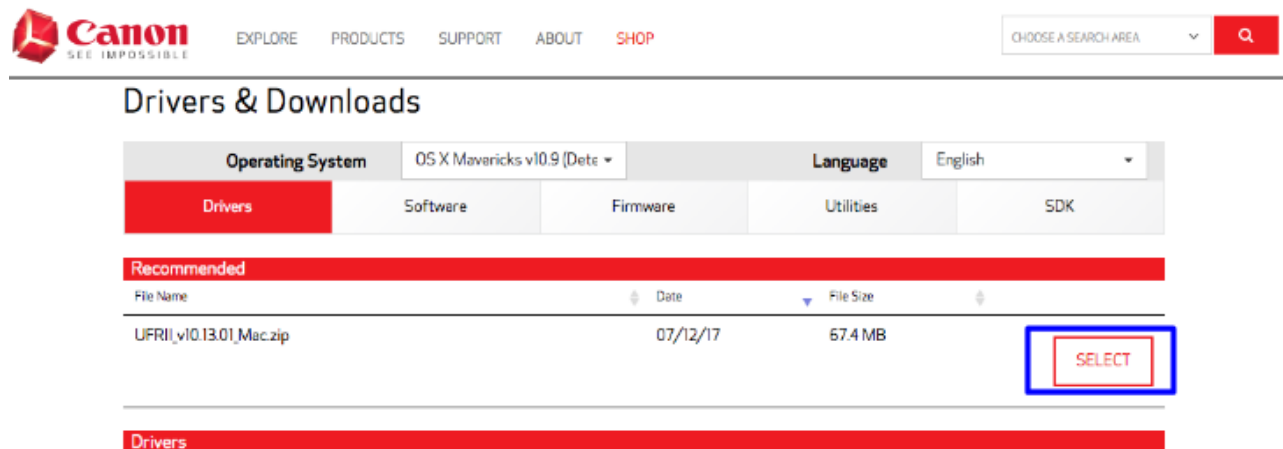 Canon
SEE IMPOSSIBLE
EXPLORE PRODUCTS SUPPORT ABOUT SHOP
CHOOSE A SEARCH AREA
Drivers & Downloads
Operating System OS X Mavericks v10.9 (Dete Language English
Drivers Software Firmware Utilities SDK
Recommended
File Name Date File Size
UFRII_v10.13.01_Mac.zip 07/12/17 67.4 MB
SELECT
Drivers